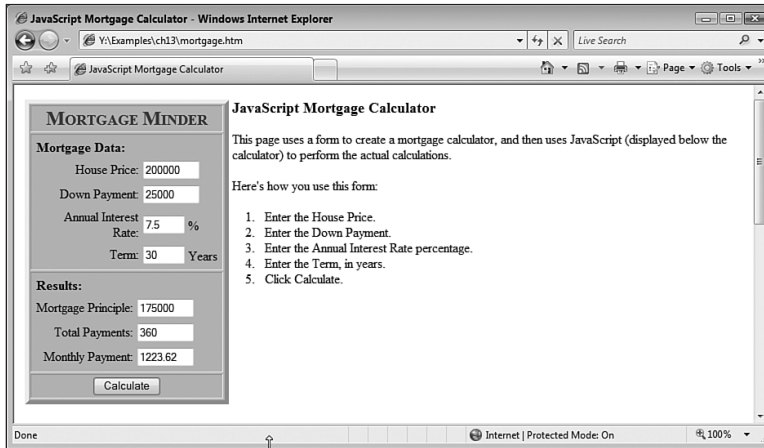 JavaScript Mortgage Calculator - Windows Internet Explorer
Y:\Examples\ch13\mortgage.htm
Live Search
JavaScript Mortgage Calculator
Page
Tools
MORTGAGE MINDER
Mortgage Data:
House Price: 200000
Down Payment: 25000
Annual Interest
Rate: 7.5 %
Term: 30 Years
Results:
Mortgage Principle: 175000
Total Payments: 360
Monthly Payment: 1223.62
Calculate
JavaScript Mortgage Calculator
This page uses a form to create a mortgage calculator, and then uses JavaScript (displayed below the
calculator) to perform the actual calculations.
Here's how you use this form:
1. Enter the House Price.
2. Enter the Down Payment.
3. Enter the Annual Interest Rate percentage.
4. Enter the Term, in years.
5. Click Calculate.
Done
Internet | Protected Mode: On
100%